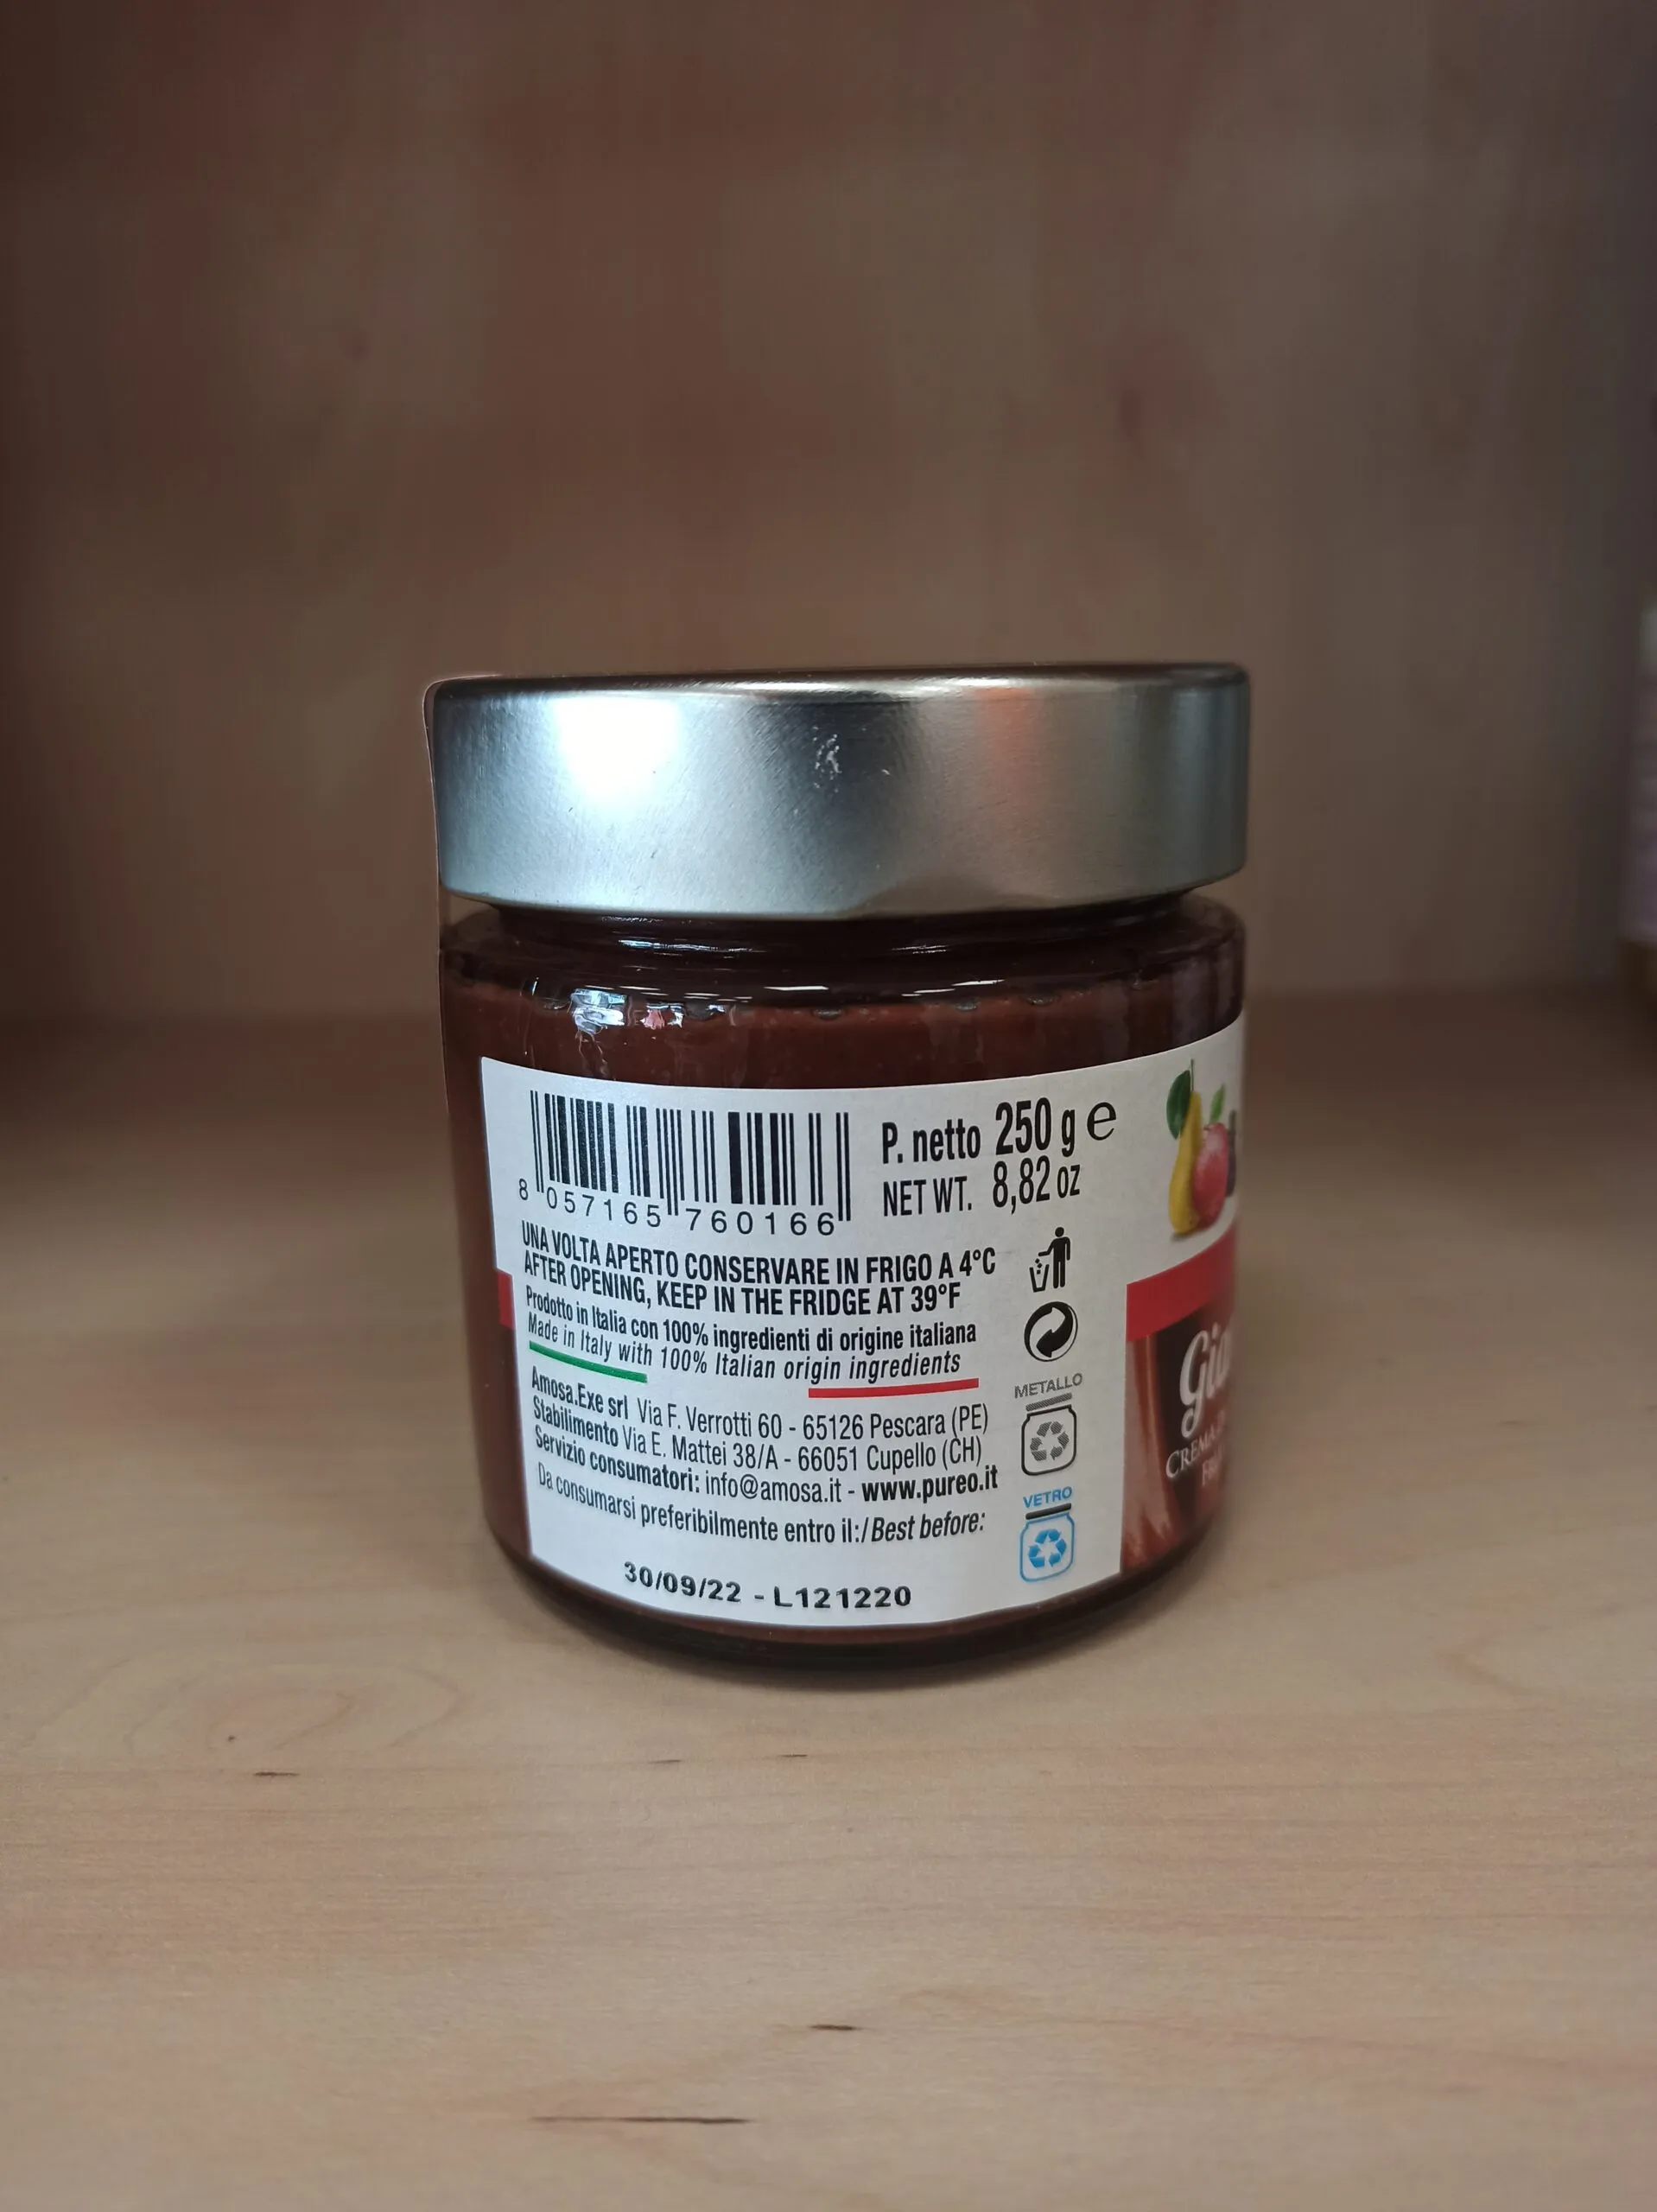 8 057165 760166
P. netto 250 g e
NET WT. 8,82 oz
UNA VOLTA APERTO CONSERVARE IN FRIGO A 4°C
AFTER OPENING, KEEP IN THE FRIDGE AT 39°F
Prodotto in Italia con 100% ingredienti di origine italiana
Made in Italy with 100% Italian origin ingredients
Amosa.Exe srl Via F. Verrotti 60 - 65126 Pescara (PE)
Stabilimento Via E. Mattei 38/A - 66051 Cupello (CH)
Servizio consumatori: info@amosa.it - www.pureo.it
Da consumarsi preferibilmente entro il:/Best before:
30/09/22 - L121220
METALLO
VETRO
CREMA